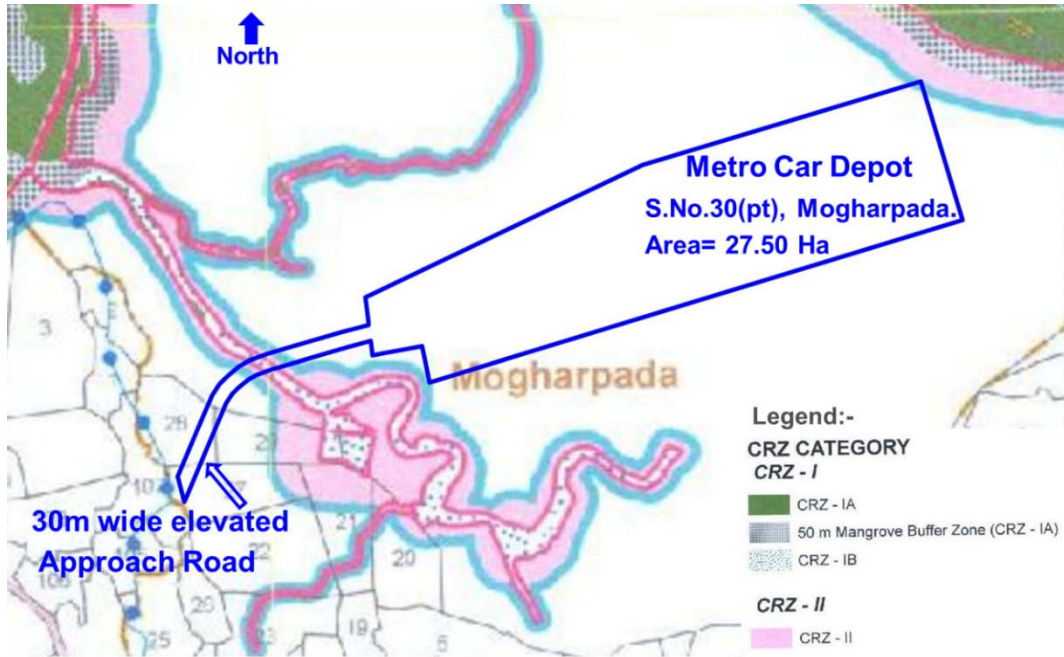 North
Metro Car Depot
S.No.30(pt), Mogharpada.
Area= 27.50 Ha
3
Mogharpada
28
Legend:-
CRZ CATEGORY
CRZ - I
CRZ - IA
50 m Mangrove Buffer Zone (CRZ - IA)
CRZ - IB
CRZ - II
CRZ - II
30m wide elevated
Approach Road
21
22
20
26
25
23
19
6